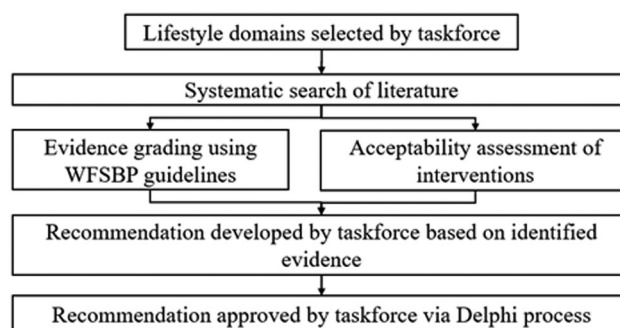 Lifestyle domains selected by taskforce
Systematic search of literature
Evidence grading using
WFSBP guidelines
Acceptability assessment of
interventions
Recommendation developed by taskforce based on identified
evidence
Recommendation approved by taskforce via Delphi process